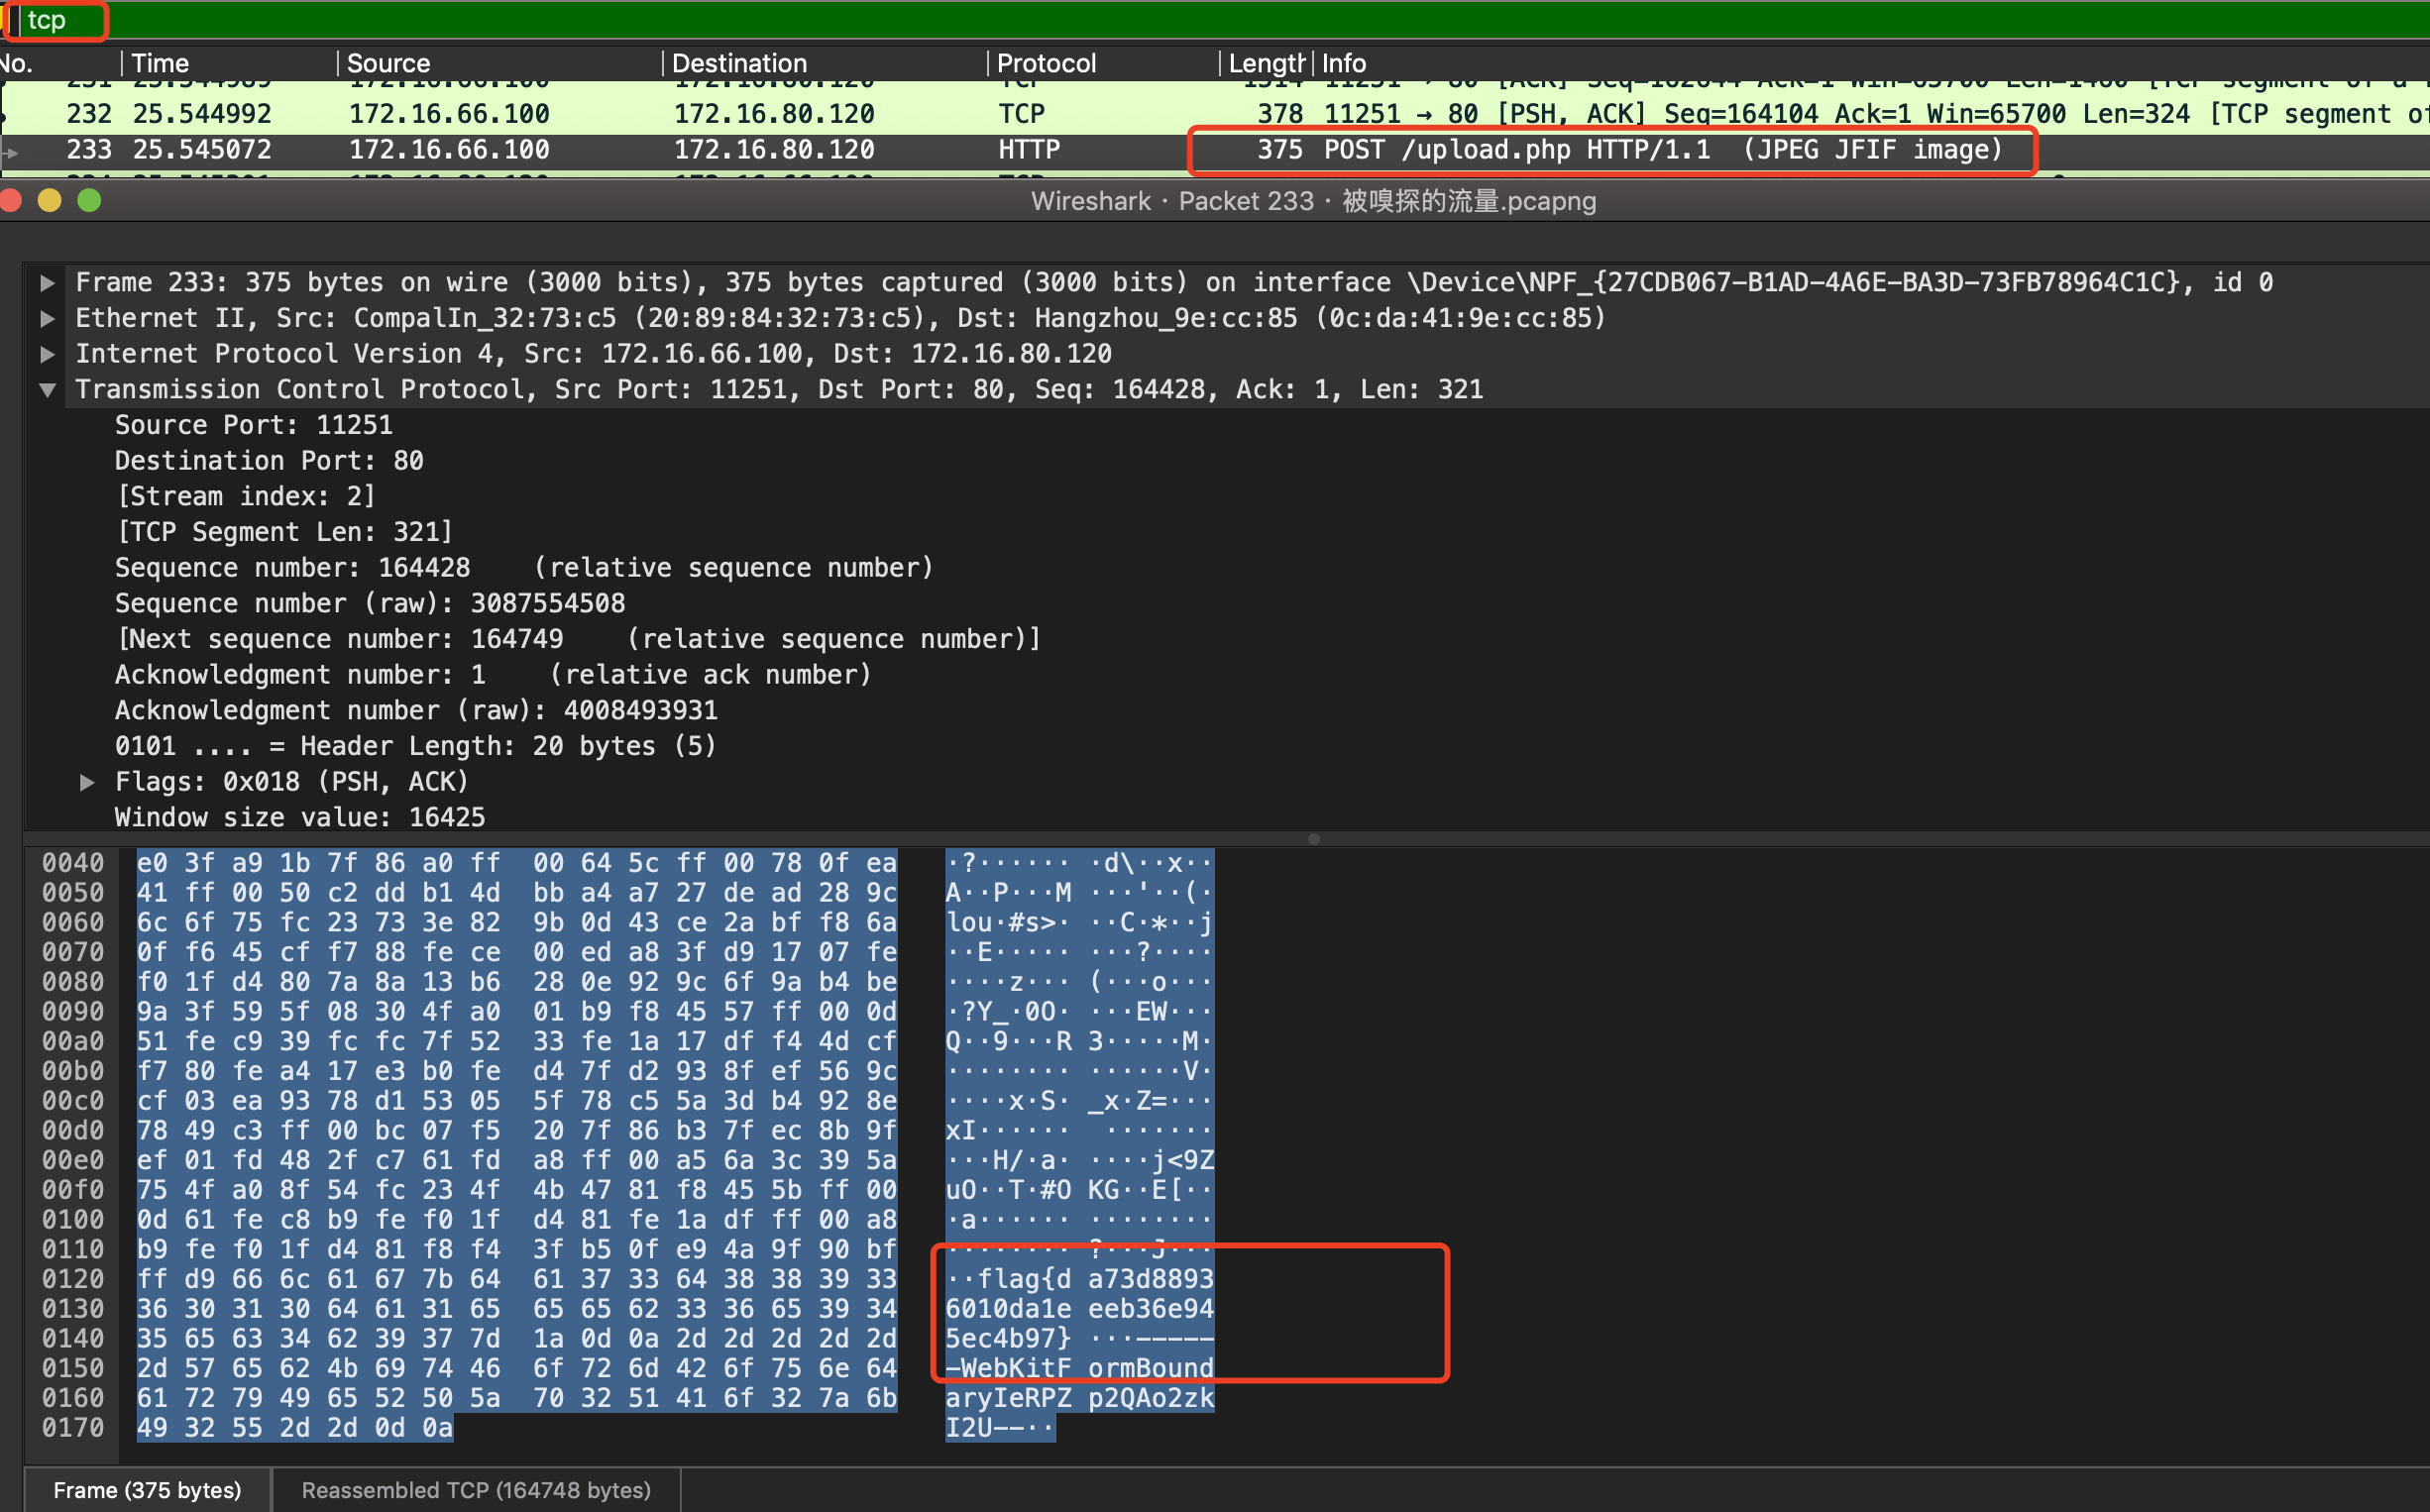 tcp
No. Time Source Destination Protocol Length Info
232 25.544992 172.16.66.100 172.16.80.120 TCP 378 11251 → 80 [PSH, ACK] Seq=164104 Ack=1 Win=65700 Len=324 [TCP segment of
233 25.545072 172.16.66.100 172.16.80.120 HTTP 375 POST /upload.php HTTP/1.1 (JPEG JFIF image)
Wireshark · Packet 233 · 被嗅探的流量.pcapng
Frame 233: 375 bytes on wire (3000 bits), 375 bytes captured (3000 bits) on interface \Device\NPF_{27CDB067-B1AD-4A6E-BA3D-73FB78964C1C}, id 0
Ethernet II, Src: CompalIn_32:73:c5 (20:89:84:32:73:c5), Dst: Hangzhou_9e:cc:85 (0c:da:41:9e:cc:85)
Internet Protocol Version 4, Src: 172.16.66.100, Dst: 172.16.80.120
Transmission Control Protocol, Src Port: 11251, Dst Port: 80, Seq: 164428, Ack: 1, Len: 321
Source Port: 11251
Destination Port: 80
[Stream index: 2]
[TCP Segment Len: 321]
Sequence number: 164428 (relative sequence number)
Sequence number (raw): 3087554508
[Next sequence number: 164749 (relative sequence number)]
Acknowledgment number: 1 (relative ack number)
Acknowledgment number (raw): 4008493931
0101 .... = Header Length: 20 bytes (5)
Flags: 0x018 (PSH, ACK)
Window size value: 16425
0040 e0 3f a9 1b 7f 86 a0 ff 00 64 5c ff 00 78 0f ea ·?······ ·d\··x··
0050 41 ff 00 50 c2 dd b1 4d bb a4 a7 27 de ad 28 9c A··P···M ···'··(·
0060 6c 6f 75 fc 23 73 3e 82 9b 0d 43 ce 2a bf f8 6a lou·#s>· ··C·*··j
0070 0f f6 45 cf f7 88 fe ce 00 ed a8 3f d9 17 07 fe ··E····· ···?····
0080 f0 1f d4 80 7a 8a 13 b6 28 0e 92 9c 6f 9a b4 be ····z··· (···o···
0090 9a 3f 59 5f 08 30 4f a0 01 b9 f8 45 57 ff 00 0d ·?Y_·0O· ···EW···
00a0 51 fe c9 39 fc fc 7f 52 33 fe 1a 17 df f4 4d cf Q··9···R 3·····M·
00b0 f7 80 fe a4 17 e3 b0 fe d4 7f d2 93 8f ef 56 9c ········ ······V·
00c0 cf 03 ea 93 78 d1 53 05 5f 78 c5 5a 3d b4 92 8e ····x·S· _x·Z=···
00d0 78 49 c3 ff 00 bc 07 f5 20 7f 86 b3 7f ec 8b 9f xI······ ·······
00e0 ef 01 fd 48 2f c7 61 fd a8 ff 00 a5 6a 3c 39 5a ···H/·a· ····j<9Z
00f0 75 4f a0 8f 54 fc 23 4f 4b 47 81 f8 45 5b ff 00 uO··T·#O KG··E[··
0100 0d 61 fe c8 b9 fe f0 1f d4 81 fe 1a df ff 00 a8 ·a······ ········
0110 b9 fe f0 1f d4 81 f8 f4 3f b5 0f e9 4a 9f 90 bf ········ ?···J···
0120 ff d9 66 6c 61 67 7b 64 61 37 33 64 38 38 39 33 ··flag{d a73d8893
0130 36 30 31 30 64 61 31 65 65 65 62 33 36 65 39 34 6010da1e eeb36e94
0140 35 65 63 34 62 39 37 7d 1a 0d 0a 2d 2d 2d 2d 2d 5ec4b97} ···-----
0150 2d 57 65 62 4b 69 74 46 6f 72 6d 42 6f 75 6e 64 -WebKitF ormBound
0160 61 72 79 49 65 52 50 5a 70 32 51 41 6f 32 7a 6b aryIeRPZ p2QAo2zk
0170 49 32 55 2d 2d 0d 0a I2U--··
Frame (375 bytes) Reassembled TCP (164748 bytes)